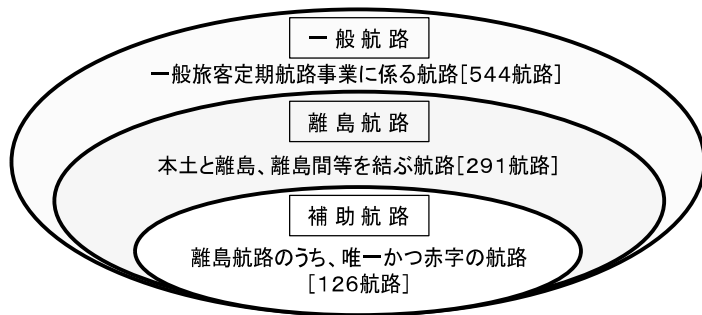 一 般 航 路
一般旅客定期航路事業に係る航路[544航路]
離 島 航 路
本土と離島、離島間等を結ぶ航路[291航路]
補 助 航 路
離島航路のうち、唯一かつ赤字の航路
[126航路]